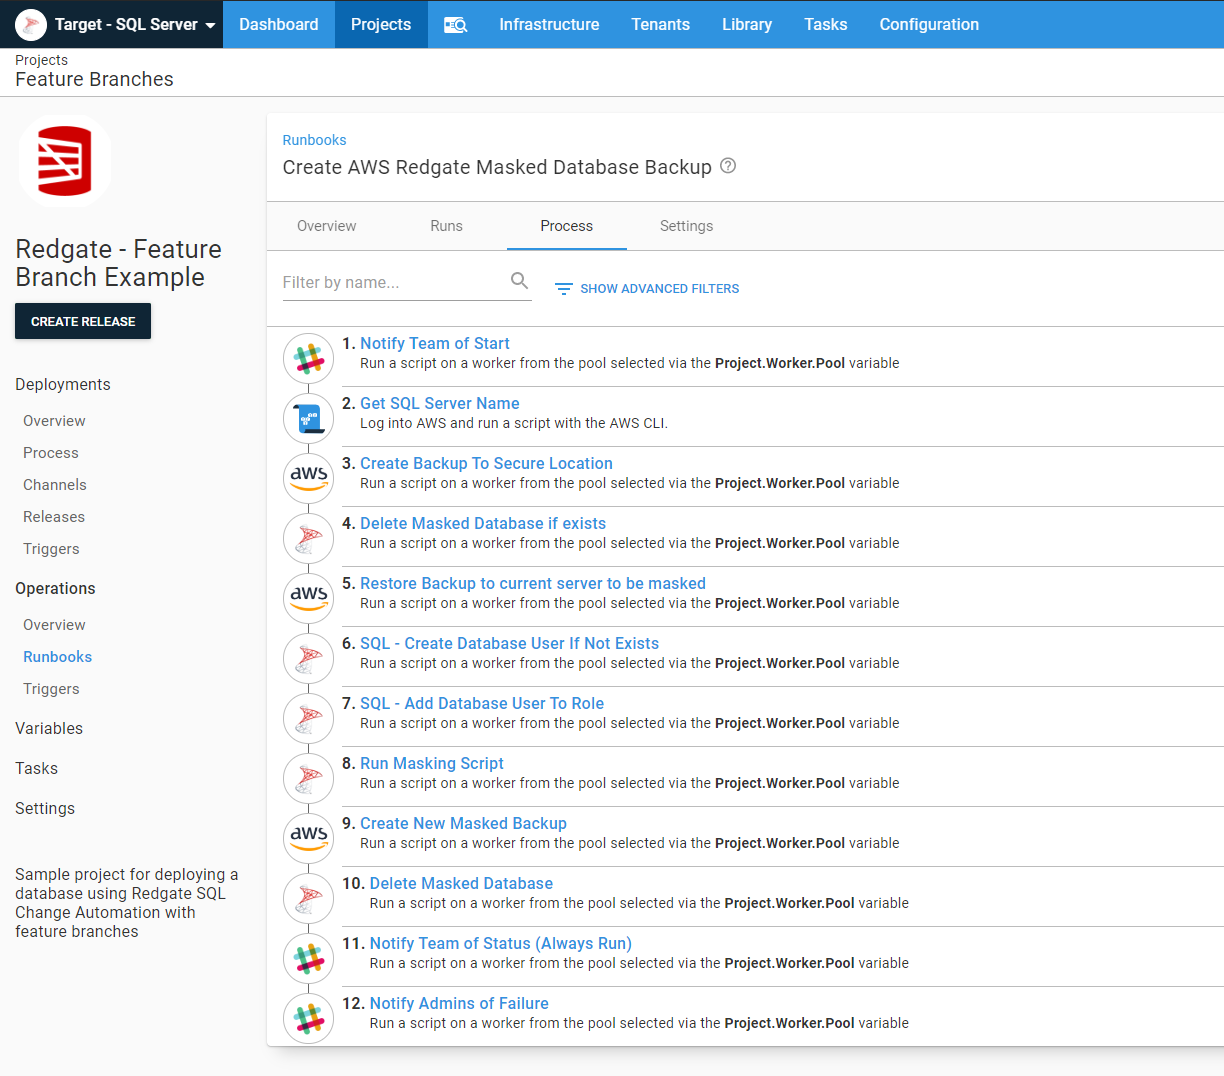 Target - SQL Server
Dashboard
Projects
Infrastructure
Tenants
Library
Tasks
Configuration
Projects
Feature Branches
Redgate - Feature
Branch Example
CREATE RELEASE
Deployments
Overview
Process
Channels
Releases
Triggers
Operations
Overview
Runbooks
Triggers
Variables
Tasks
Settings
Sample project for deploying a
database using Redgate SQL
Change Automation with
feature branches
Runbooks
Create AWS Redgate Masked Database Backup
Overview
Runs
Process
Settings
Filter by name...
SHOW ADVANCED FILTERS
1. Notify Team of Start
Run a script on a worker from the pool selected via the Project.Worker.Pool variable
2. Get SQL Server Name
Log into AWS and run a script with the AWS CLI.
aws
3. Create Backup To Secure Location
Run a script on a worker from the pool selected via the Project.Worker.Pool variable
4. Delete Masked Database if exists
Run a script on a worker from the pool selected via the Project.Worker.Pool variable
aws
5. Restore Backup to current server to be masked
Run a script on a worker from the pool selected via the Project.Worker.Pool variable
6. SQL - Create Database User If Not Exists
Run a script on a worker from the pool selected via the Project.Worker.Pool variable
7. SQL - Add Database User To Role
Run a script on a worker from the pool selected via the Project.Worker.Pool variable
8. Run Masking Script
Run a script on a worker from the pool selected via the Project.Worker.Pool variable
aws
9. Create New Masked Backup
Run a script on a worker from the pool selected via the Project.Worker.Pool variable
10. Delete Masked Database
Run a script on a worker from the pool selected via the Project.Worker.Pool variable
11. Notify Team of Status (Always Run)
Run a script on a worker from the pool selected via the Project.Worker.Pool variable
12. Notify Admins of Failure
Run a script on a worker from the pool selected via the Project.Worker.Pool variable